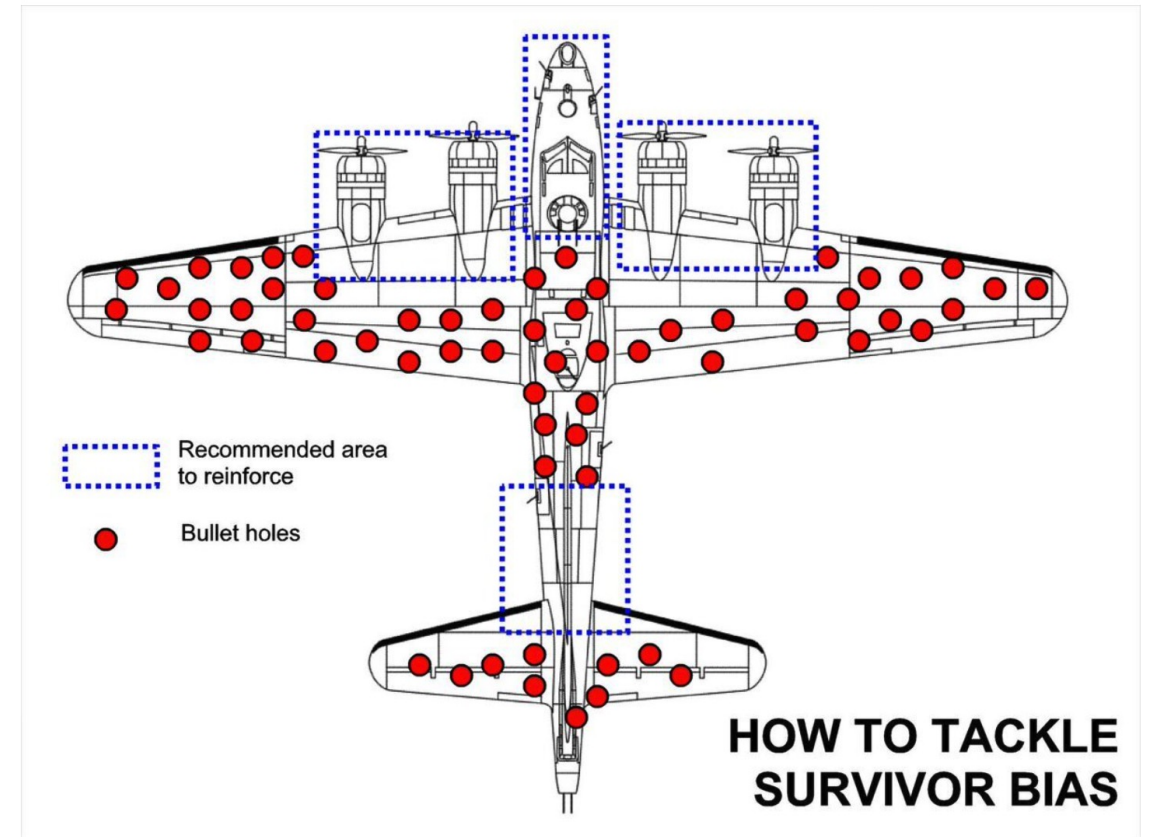 Recommended area
to reinforce
Bullet holes
HOW TO TACKLE
SURVIVOR BIAS